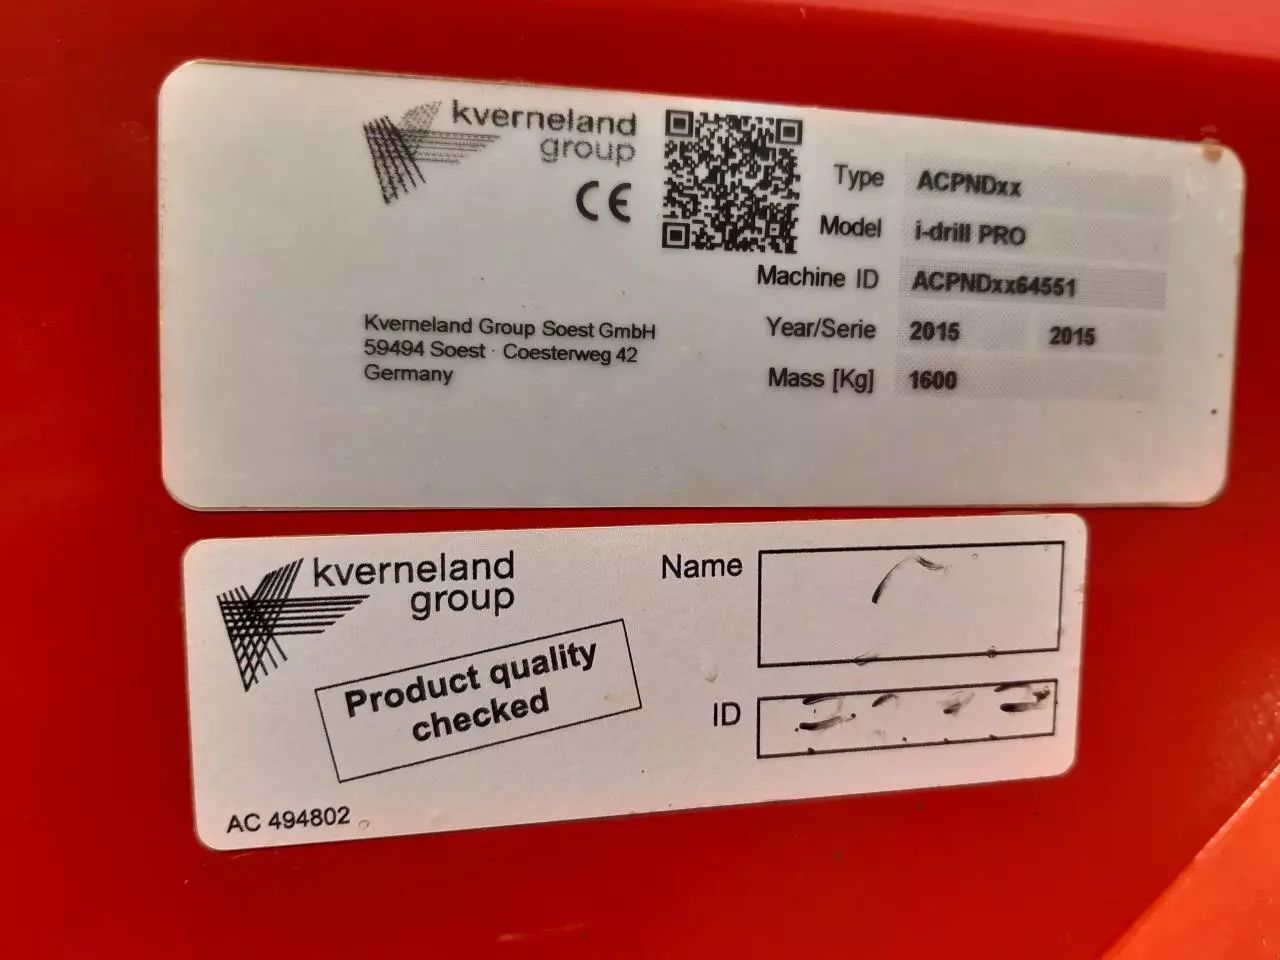 kverneland
group
CE
Type ACPNDxx
Model i-drill PRO
Machine ID ACPNDxx64551
Year/Serie 2015 2015
Mass [Kg] 1600
Kverneland Group Soest GmbH
59494 Soest · Coesterweg 42
Germany
kverneland
group
Product quality
checked
Name
ID
AC 494802